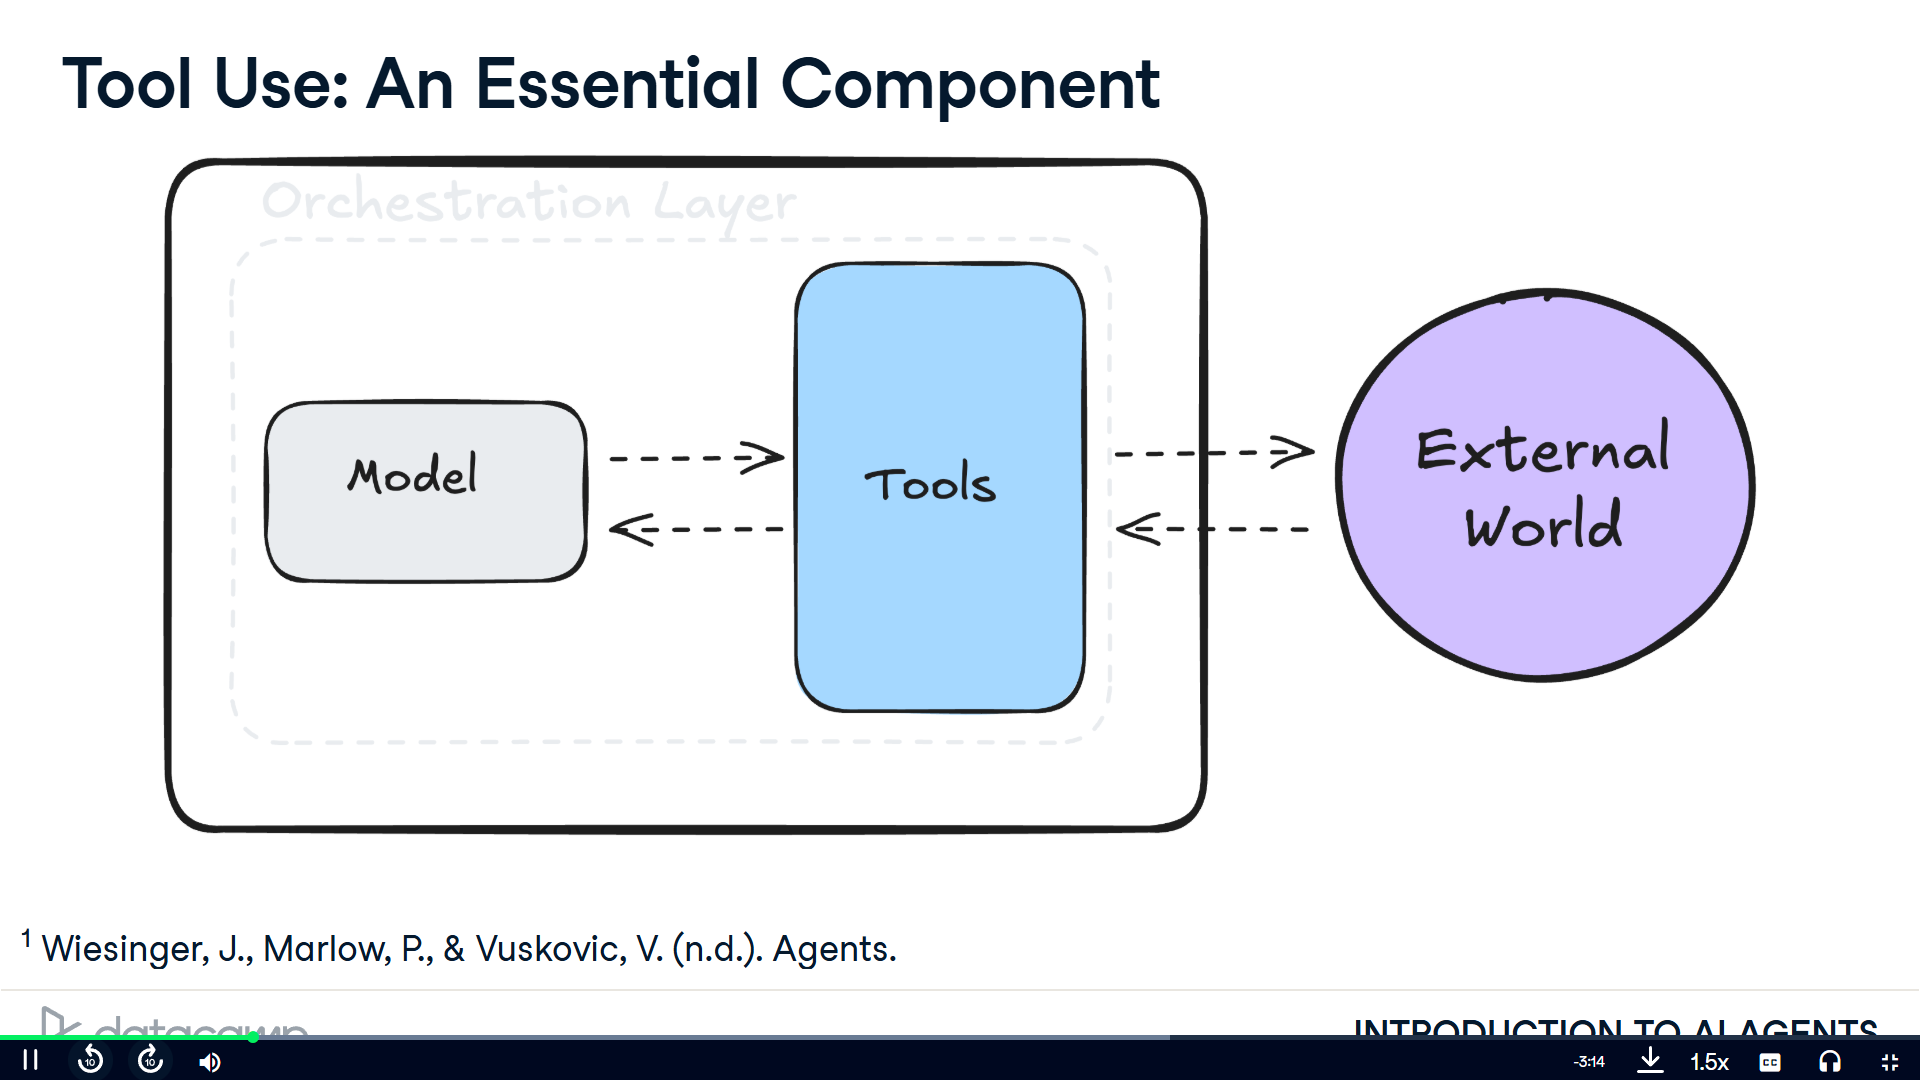 Tool Use: An Essential Component
Orchestration Layer
Model
Tools
External
World
1 Wiesinger, J., Marlow, P., & Vuskovic, V. (n.d.). Agents.
datacamp
INTRODUCTION TO AI AGENTS
10
10
-3:14
1.5x
CC